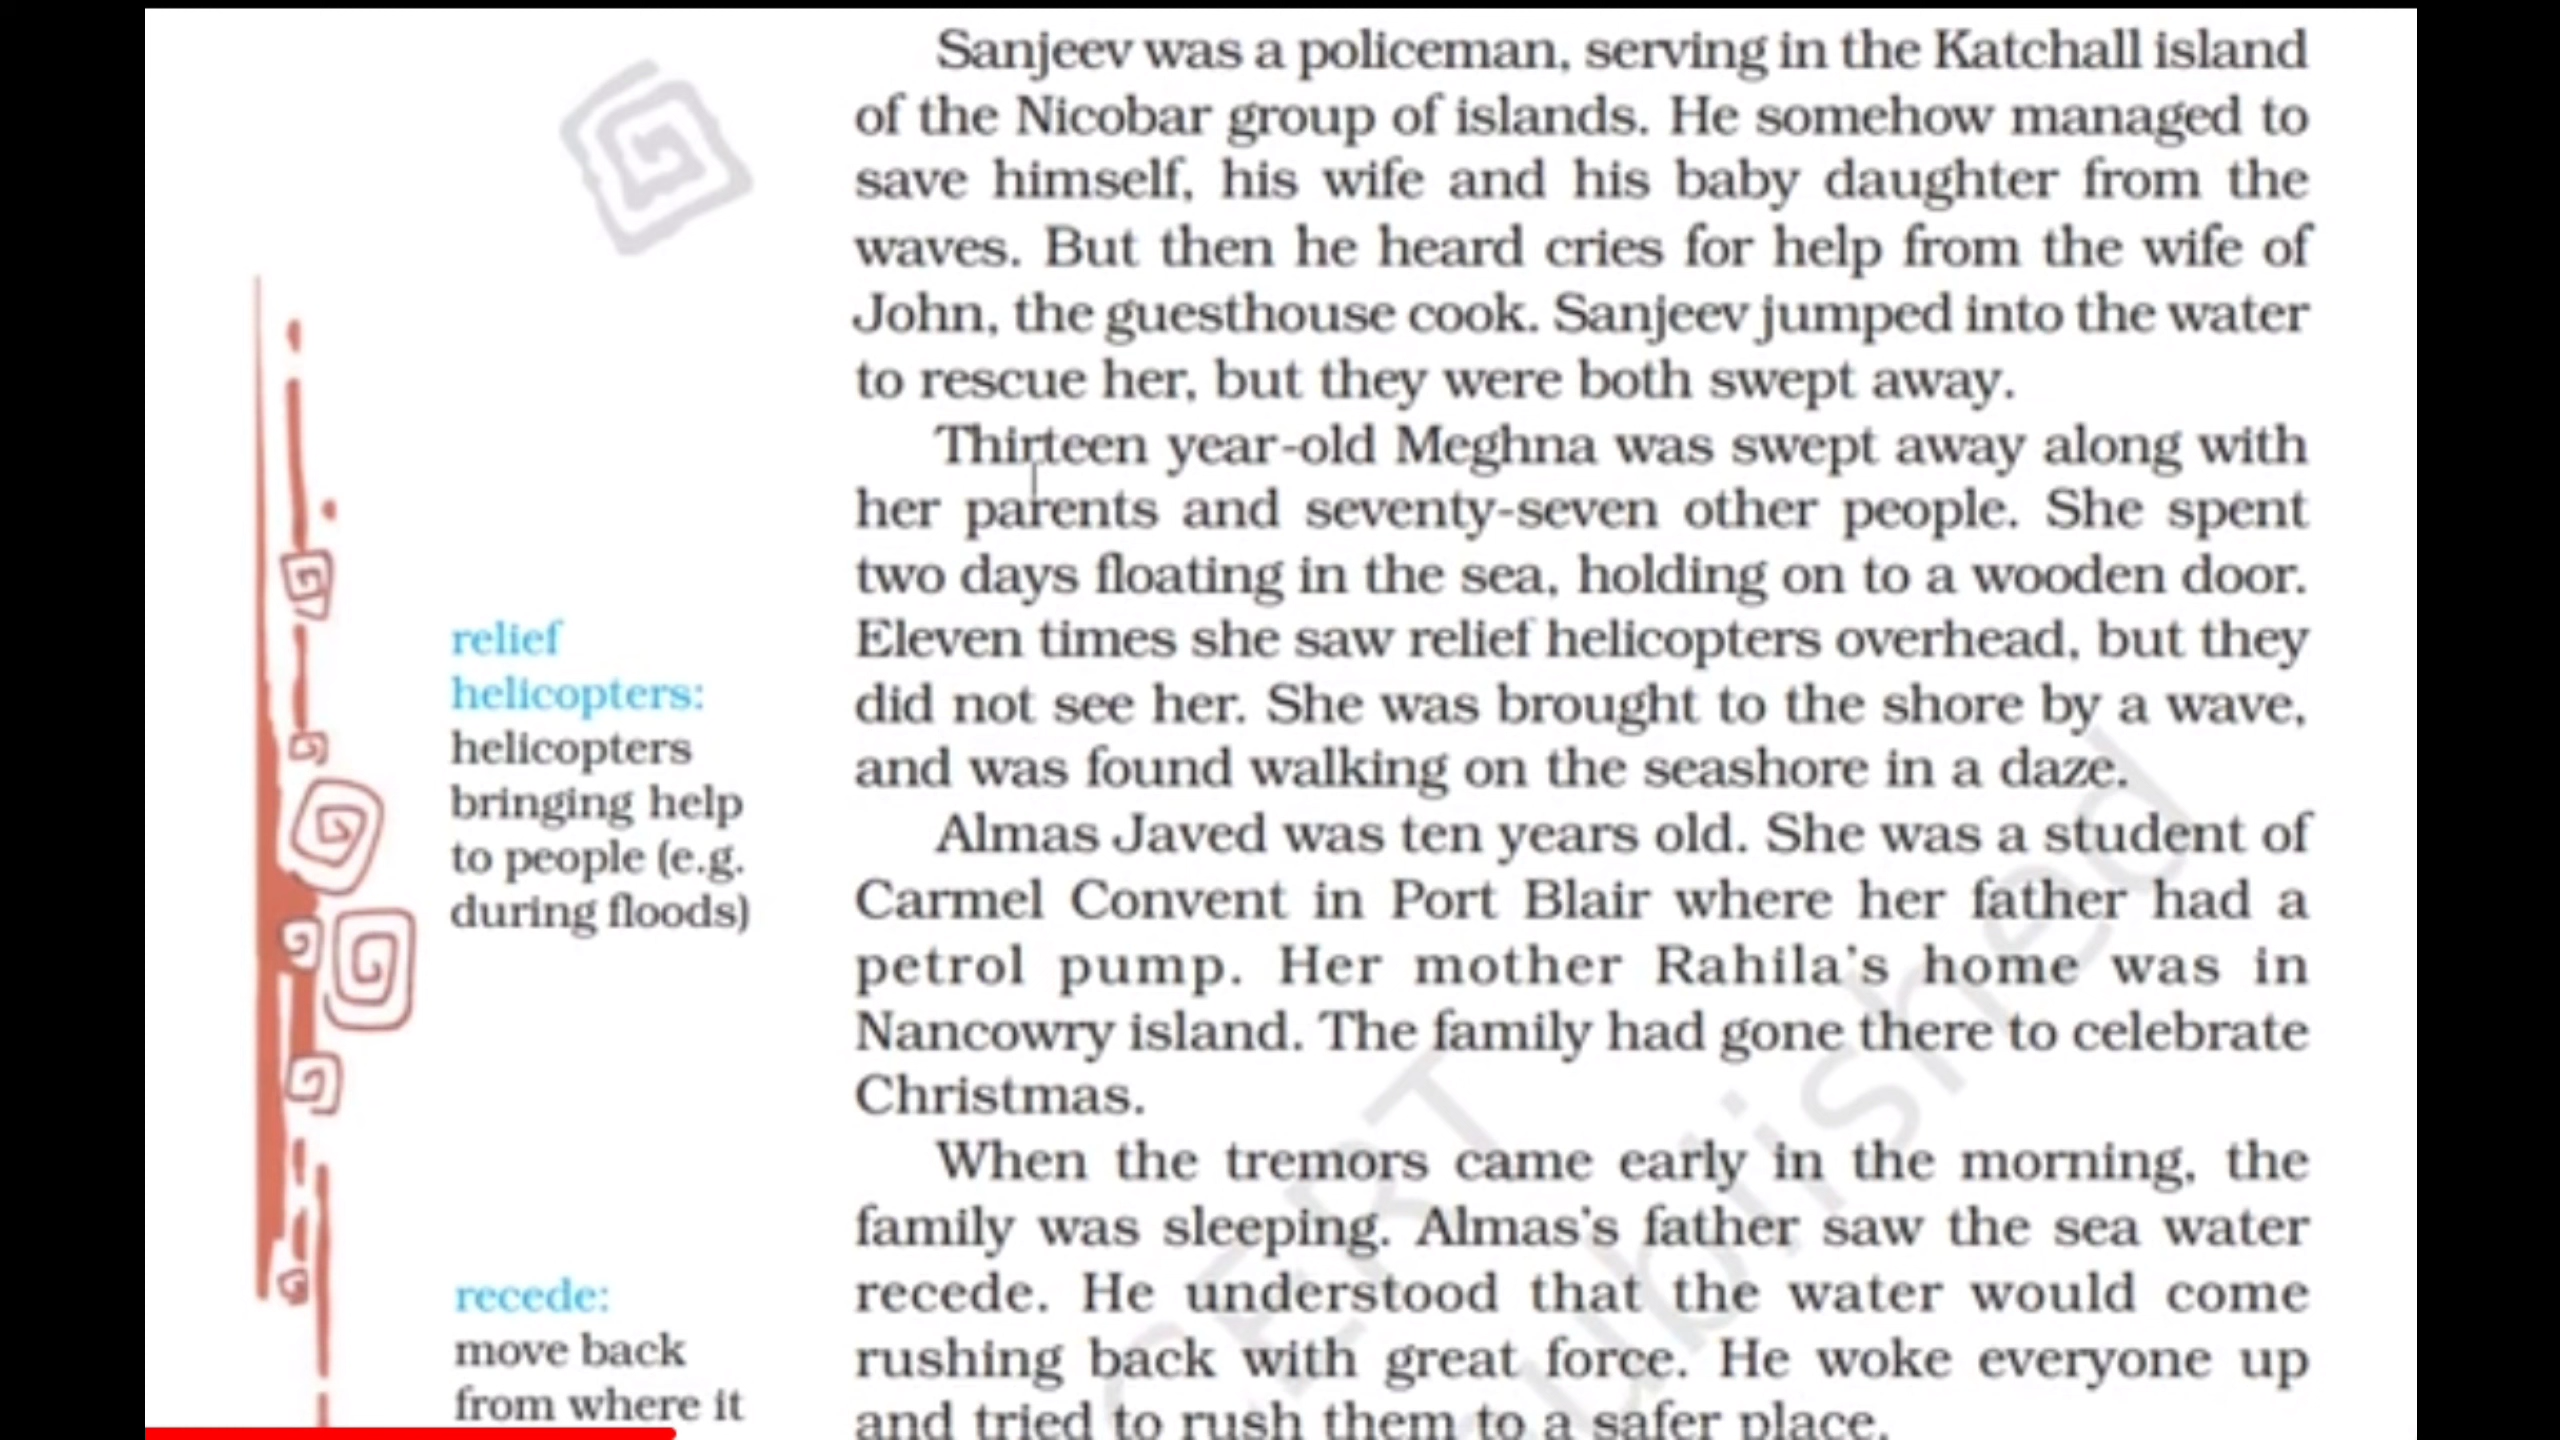 Sanjeev was a policeman, serving in the Katchall island
of the Nicobar group of islands. He somehow managed to
save himself, his wife and his baby daughter from the
waves. But then he heard cries for help from the wife of
John, the guesthouse cook. Sanjeev jumped into the water
to rescue her, but they were both swept away.
Thirteen year-old Meghna was swept away along with
her parents and seventy-seven other people. She spent
two days floating in the sea, holding on to a wooden door.
Eleven times she saw relief helicopters overhead, but they
did not see her. She was brought to the shore by a wave,
and was found walking on the seashore in a daze.
Almas Javed was ten years old. She was a student of
Carmel Convent in Port Blair where her father had a
petrol pump. Her mother Rahila's home was in
Nancowry island. The family had gone there to celebrate
Christmas.
When the tremors came early in the morning, the
family was sleeping. Almas's father saw the sea water
recede. He understood that the water would come
rushing back with great force. He woke everyone up
and tried to rush them to a safer place.
relief
helicopters:
helicopters
bringing help
to people (e.g.
during floods)
recede:
move back
from where it